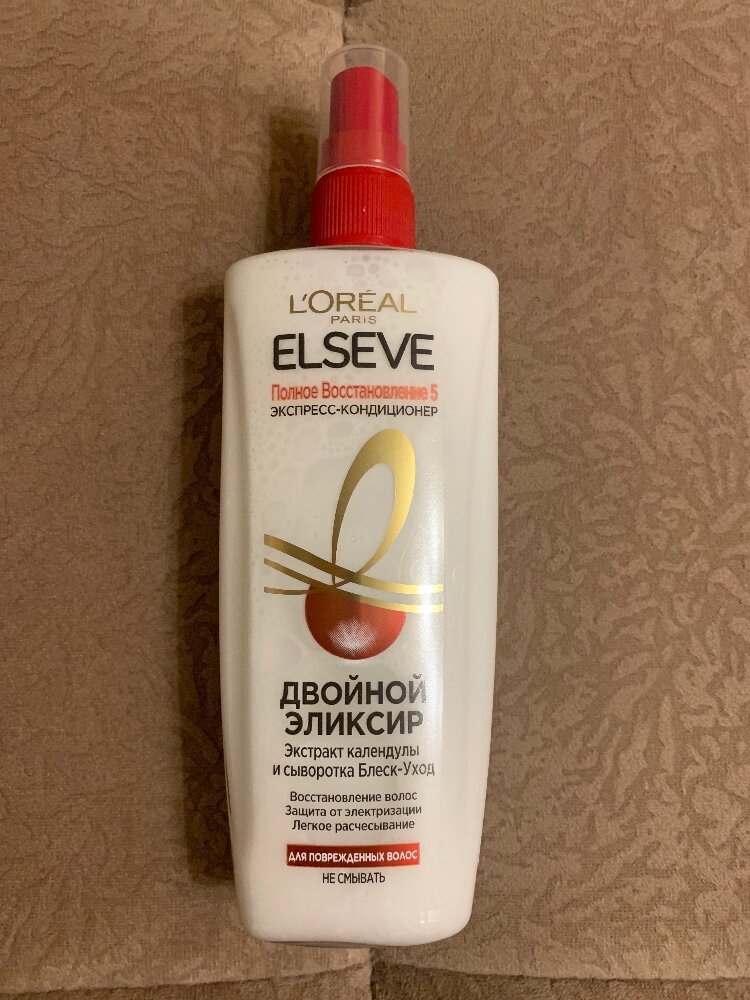 L'ORÉAL
PARIS
ELSEVE
Полное Восстановление 5
ЭКСПРЕСС-КОНДИЦИОНЕР
ДВОЙНОЙ
ЭЛИКСИР
Экстракт календулы
и сыворотка Блеск-Уход
Восстановление волос
Защита от электризации
Легкое расчесывание
ДЛЯ ПОВРЕЖДЕННЫХ ВОЛОС
НЕ СМЫВАТЬ